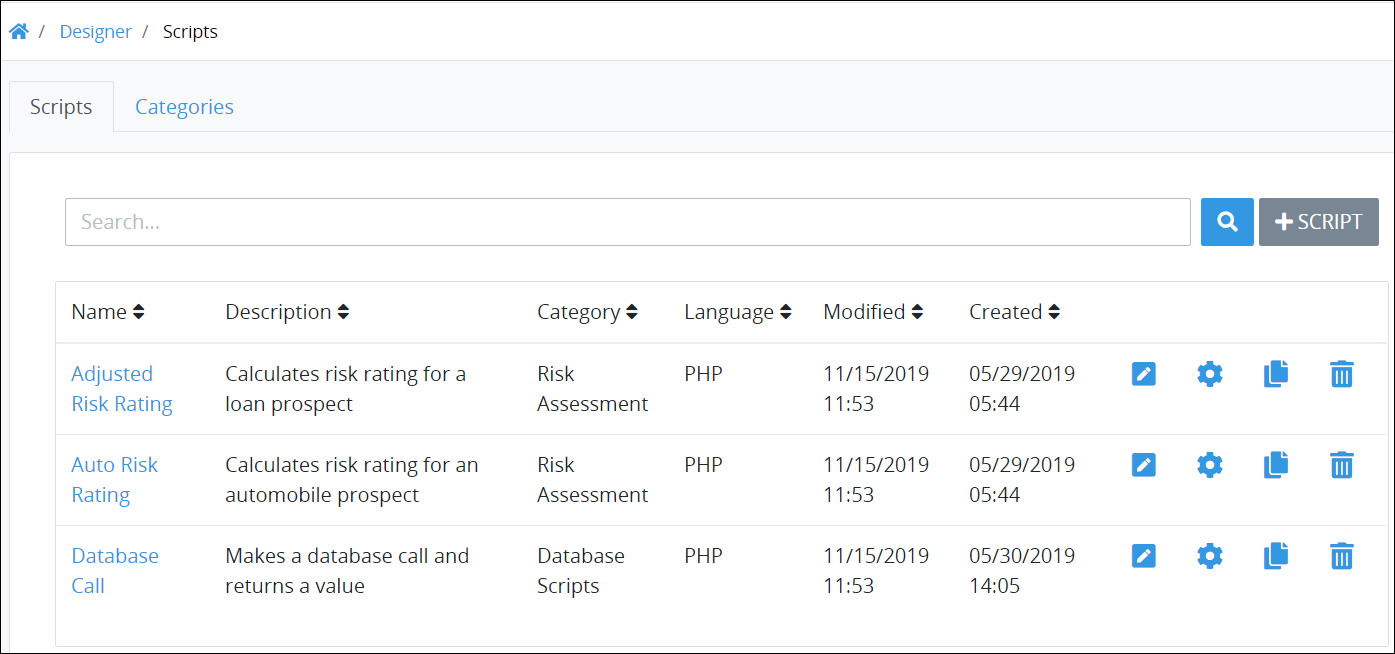 / Designer / Scripts
Scripts Categories
Search...
SCRIPT
Name Description Category Language Modified Created
Adjusted Calculates risk rating for a Risk PHP 11/15/2019 05/29/2019
Risk Rating loan prospect Assessment 11:53 05:44
Auto Risk Calculates risk rating for an Risk PHP 11/15/2019 05/29/2019
Rating automobile prospect Assessment 11:53 05:44
Database Makes a database call and Database PHP 11/15/2019 05/30/2019
Call returns a value Scripts 11:53 14:05